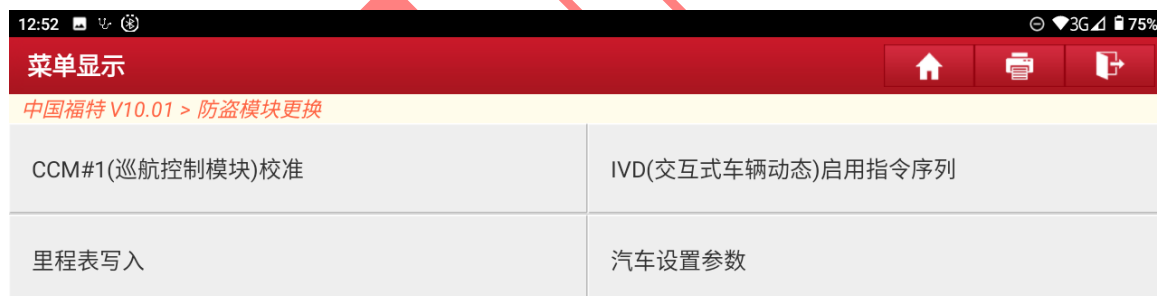 12:52 3G 75%
菜单显示
中国福特 V10.01 > 防盗模块更换
CCM#1(巡航控制模块)校准
IVD(交互式车辆动态)启用指令序列
里程表写入
汽车设置参数